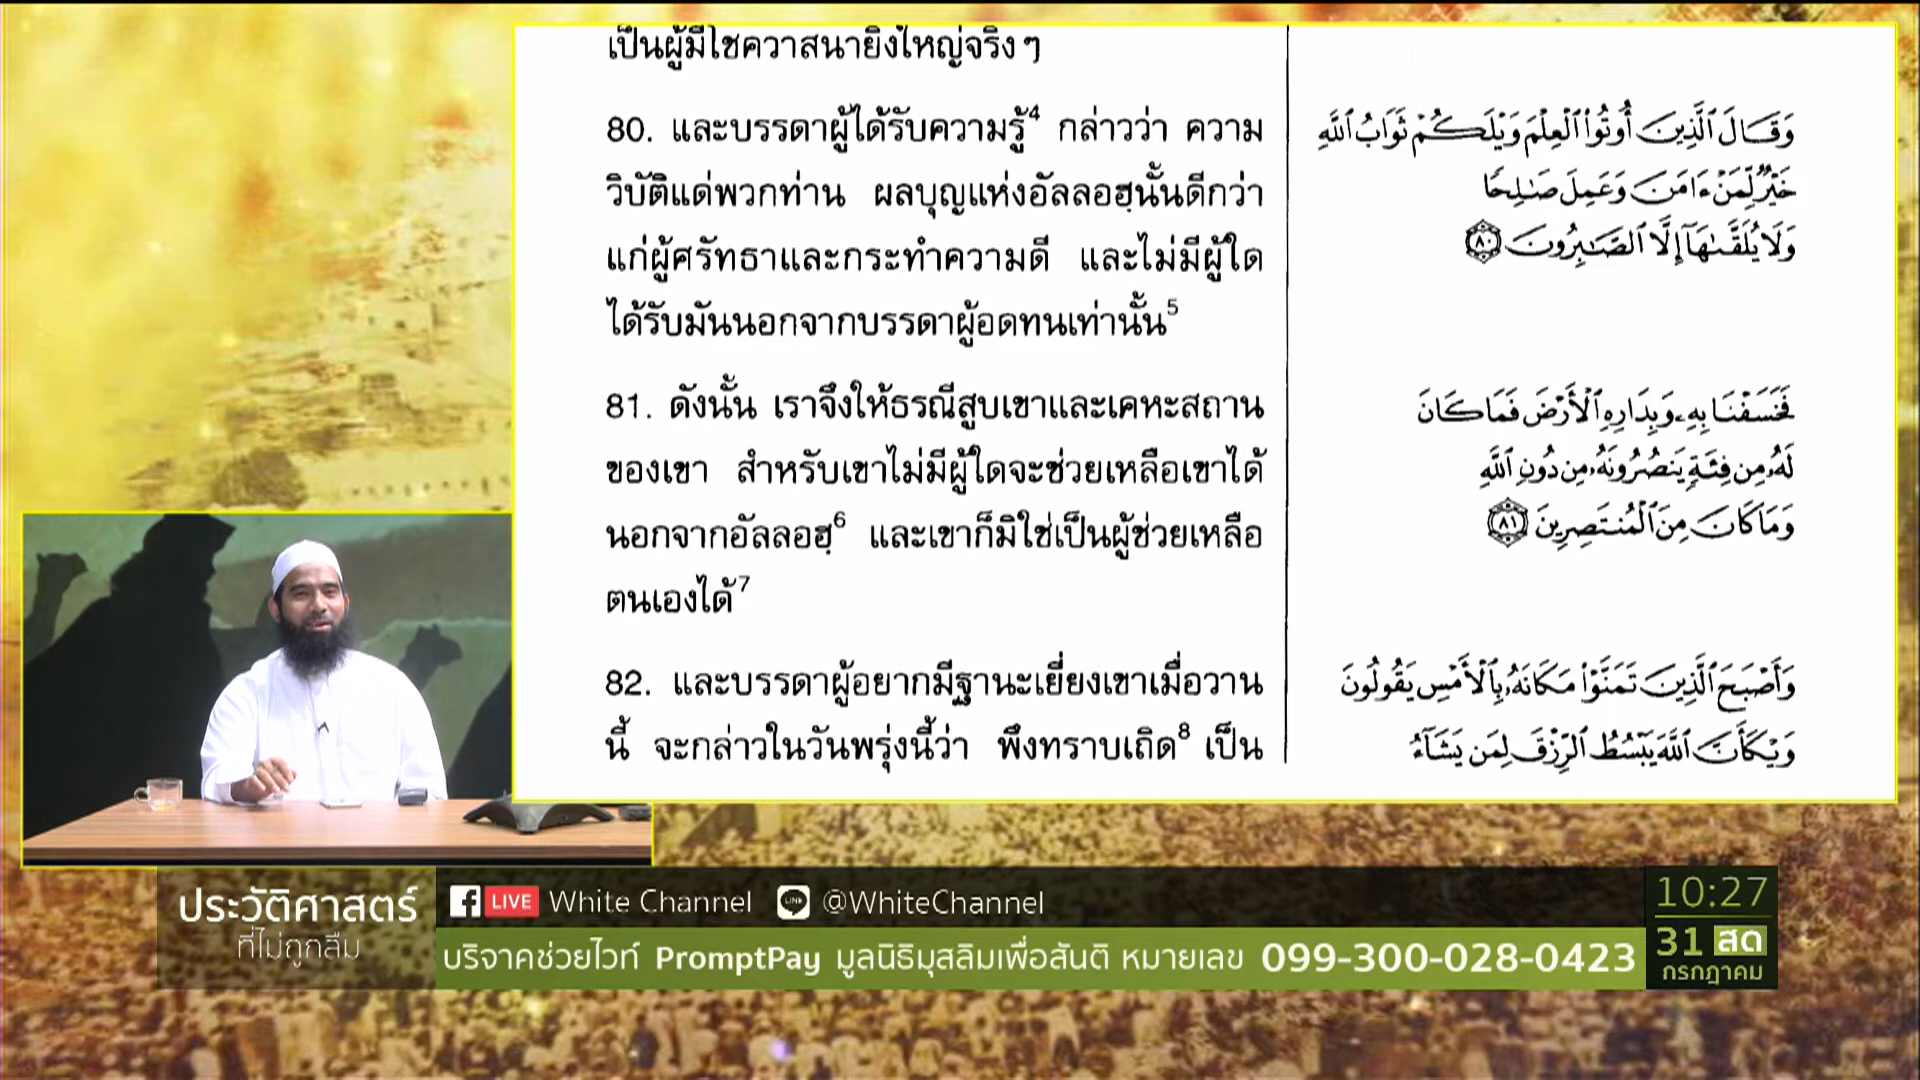 เป็นผู้มีโชควาสนายิ่งใหญ่จริงๆ
80. และบรรดาผู้ได้รับความรู้4 กล่าวว่า ความ
วิบัติแด่พวกท่าน ผลบุญแห่งอัลลอฮฺนั้นดีกว่า
แก่ผู้ศรัทธาและกระทำความดี และไม่มีผู้ใด
ได้รับมันนอกจากบรรดาผู้อดทนเท่านั้น5
81. ดังนั้น เราจึงให้ธรณีสูบเขาและเคหะสถาน
ของเขา สำหรับเขาไม่มีผู้ใดจะช่วยเหลือเขาได้
นอกจากอัลลอฮฺ6 และเขาก็มิใช่เป็นผู้ช่วยเหลือ
ตนเองได้7
82. และบรรดาผู้อยากมีฐานะเยี่ยงเขาเมื่อวาน
นี้ จะกล่าวในวันพรุ่งนี้ว่า พึงทราบเถิด8 เป็น
وَقَالَ ٱلَّذِينَ أُوتُوا۟ ٱلْعِلْمَ وَيْلَكُمْ ثَوَابُ ٱللَّهِ
خَيْرٌ لِّمَنْ ءَامَنَ وَعَمِلَ صَٰلِحًا
وَلَا يُلَقَّىٰهَآ إِلَّا ٱلصَّٰبِرُونَ ٨٠
فَخَسَفْنَا بِهِۦ وَبِدَارِهِ ٱلْأَرْضَ فَمَا كَانَ
لَهُۥ مِن فِئَةٍ يَنصُرُونَهُۥ مِن دُونِ ٱللَّهِ
وَمَا كَانَ مِنَ ٱلْمُنتَصِرِينَ ٨١
وَأَصْبَحَ ٱلَّذِينَ تَمَنَّوْا۟ مَكَانَهُۥ بِٱلْأَمْسِ يَقُولُونَ
وَيْكَأَنَّ ٱللَّهَ يَبْسُطُ ٱلرِّزْقَ لِمَن يَشَآءُ
ประวัติศาสตร์
ที่ไม่ถูกลืม
LIVE White Channel LINE @WhiteChannel
บริจาคช่วยไวท์ PromptPay มูลนิธิมุสลิมเพื่อสันติ หมายเลข 099-300-028-0423
10:27
31 สด
กรกฎาคม